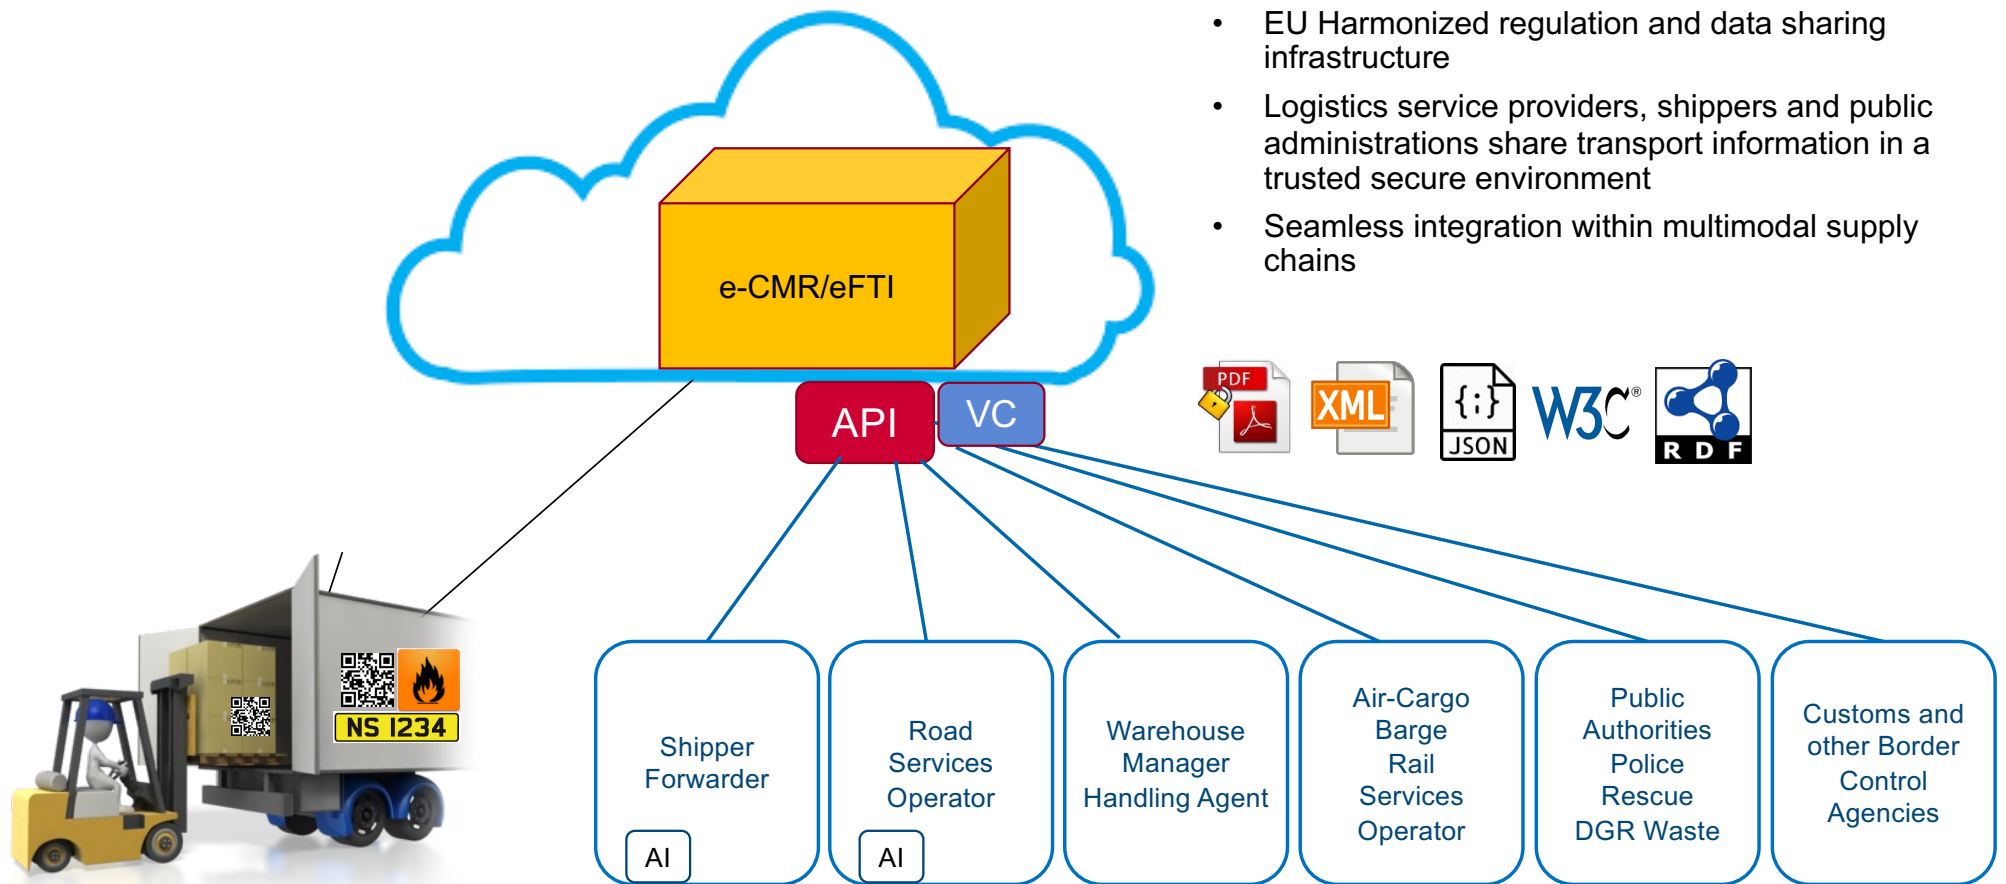 • EU Harmonized regulation and data sharing
infrastructure
• Logistics service providers, shippers and public
administrations share transport information in a
trusted secure environment
• Seamless integration within multimodal supply
chains
e-CMR/eFTI
API
VC
PDF
XML
{;}
JSON
W3C®
RDF
NS 1234
Shipper
Forwarder
AI
Road
Services
Operator
AI
Warehouse
Manager
Handling Agent
Air-Cargo
Barge
Rail
Services
Operator
Public
Authorities
Police
Rescue
DGR Waste
Customs and
other Border
Control
Agencies